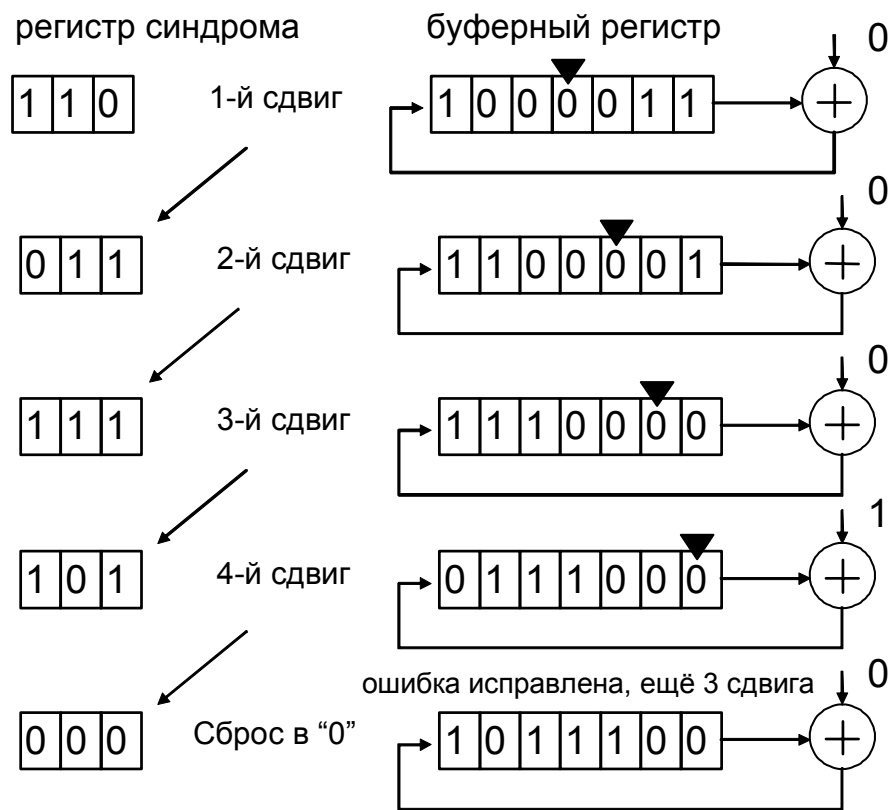 регистр синдрома буферный регистр
0
1 1 0 1-й сдвиг 1 0 0 0 0 1 1 +
0
0 1 1 2-й сдвиг 1 1 0 0 0 0 1 +
0
1 1 1 3-й сдвиг 1 1 1 0 0 0 0 +
1
1 0 1 4-й сдвиг 0 1 1 1 0 0 0 +
ошибка исправлена, ещё 3 сдвига 0
0 0 0 Сброс в “0” 1 0 1 1 1 0 0 +